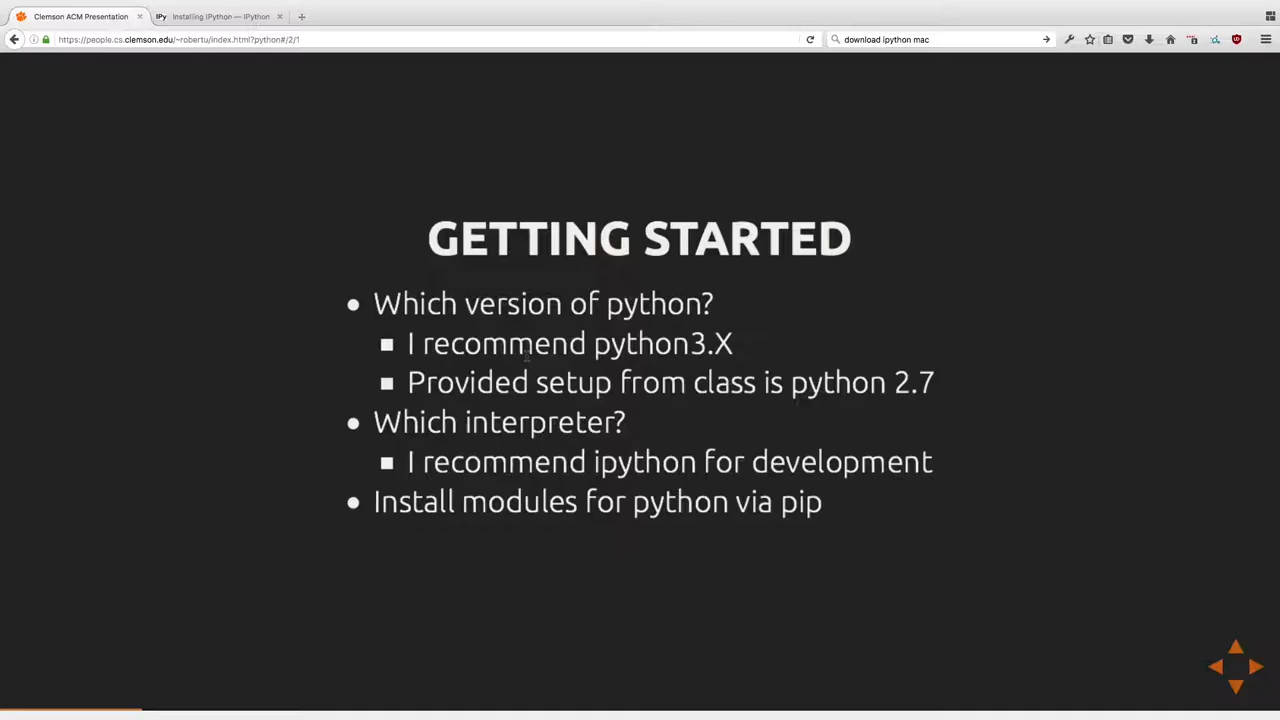 Clemson ACM Presentation
IPy Installing IPython — IPython
https://people.cs.clemson.edu/~robertu/index.html?python#/2/1
download ipython mac
GETTING STARTED
Which version of python?
I recommend python3.X
Provided setup from class is python 2.7
Which interpreter?
I recommend ipython for development
Install modules for python via pip